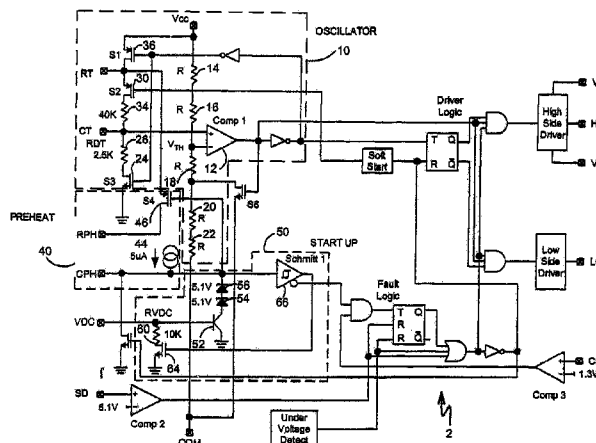 Vcc
OSCILLATOR
10
S1
36
RT
30
S2
34
40K
R
14
R
16
CT
RDT
2.5K
26
24
S3
VTH
Comp 1
12
R
18
S4
46
S5
R
20
R
22
Driver Logic
T Q
R Q
Soft Start
High Side Driver
V
H
V
Low Side Driver
L
PREHEAT
40
RPH
44
5uA
CPH
50
START UP
Schmitt 1
66
5.1V
5.1V
56
54
52
VDC
RVDC
10K
60
64
Fault Logic
T Q
R
R Q
SD
5.1V
Comp 2
COM
Under Voltage Detect
Comp 3
C
1.3V
2